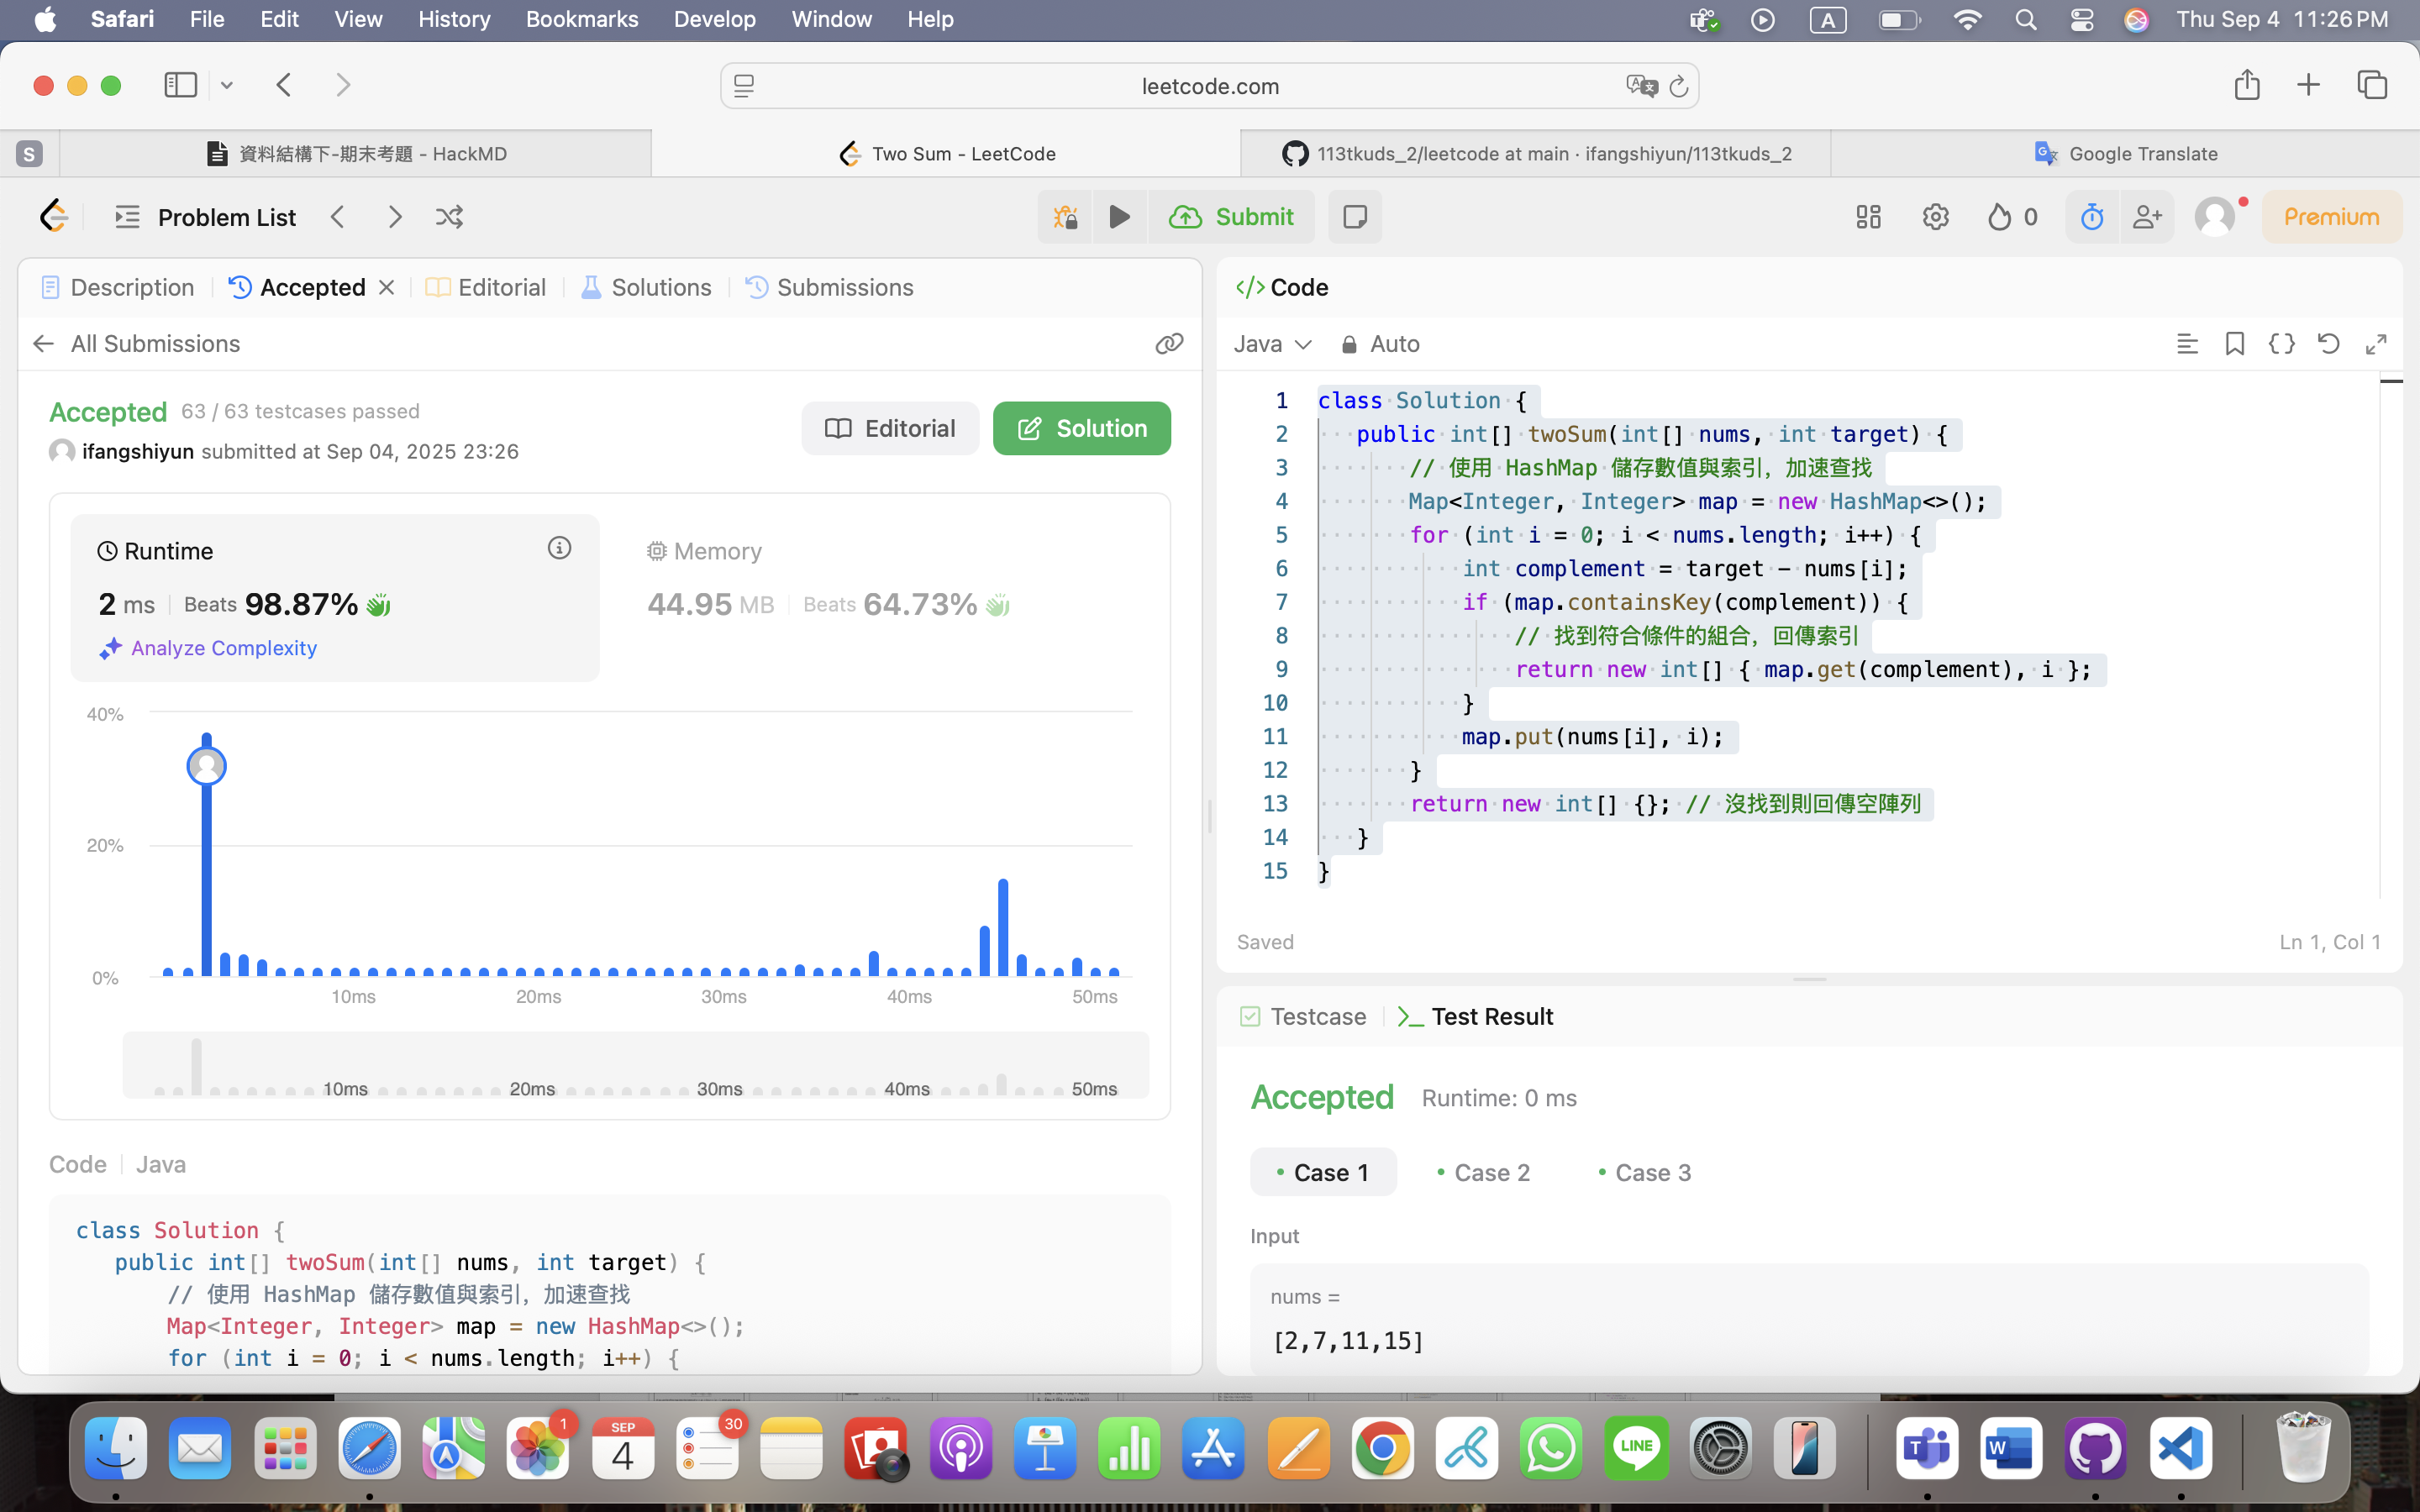 Safari File Edit View History Bookmarks Develop Window Help A Thu Sep 4 11:26 PM
leetcode.com
S 資料結構下-期末考題 - HackMD Two Sum - LeetCode 113tkuds_2/leetcode at main · ifangshiyun/113tkuds_2 Google Translate
Problem List Submit 0 Premium
Description Accepted Editorial Solutions Submissions
All Submissions
Accepted 63 / 63 testcases passed
ifangshiyun submitted at Sep 04, 2025 23:26
Editorial Solution
Runtime
2 ms Beats 98.87%
Analyze Complexity
Memory
44.95 MB Beats 64.73%
40%
20%
0%
10ms 20ms 30ms 40ms 50ms
10ms 20ms 30ms 40ms 50ms
Code Java
class Solution {
public int[] twoSum(int[] nums, int target) {
// 使用 HashMap 儲存數值與索引，加速查找
Map<Integer, Integer> map = new HashMap<>();
for (int i = 0; i < nums.length; i++) {
</> Code
Java Auto
1 class Solution {
2 public int[] twoSum(int[] nums, int target) {
3 // 使用 HashMap 儲存數值與索引，加速查找
4 Map<Integer, Integer> map = new HashMap<>();
5 for (int i = 0; i < nums.length; i++) {
6 int complement = target - nums[i];
7 if (map.containsKey(complement)) {
8 // 找到符合條件的組合，回傳索引
9 return new int[] { map.get(complement), i };
10 }
11 map.put(nums[i], i);
12 }
13 return new int[] {}; // 沒找到則回傳空陣列
14 }
15 }
Saved Ln 1, Col 1
Testcase >_ Test Result
Accepted Runtime: 0 ms
Case 1 Case 2 Case 3
Input
nums =
[2,7,11,15]
1 SEP 4 30 LINE T W